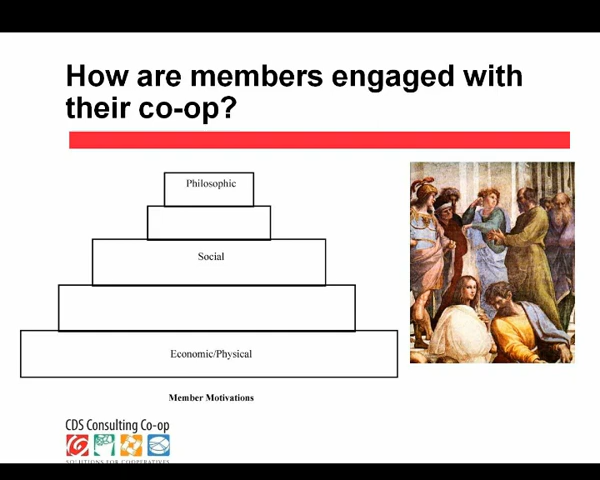 How are members engaged with
their co-op?
Philosophic
Social
Economic/Physical
Member Motivations
CDS Consulting Co-op
SOLUTIONS FOR COOPERATIVES